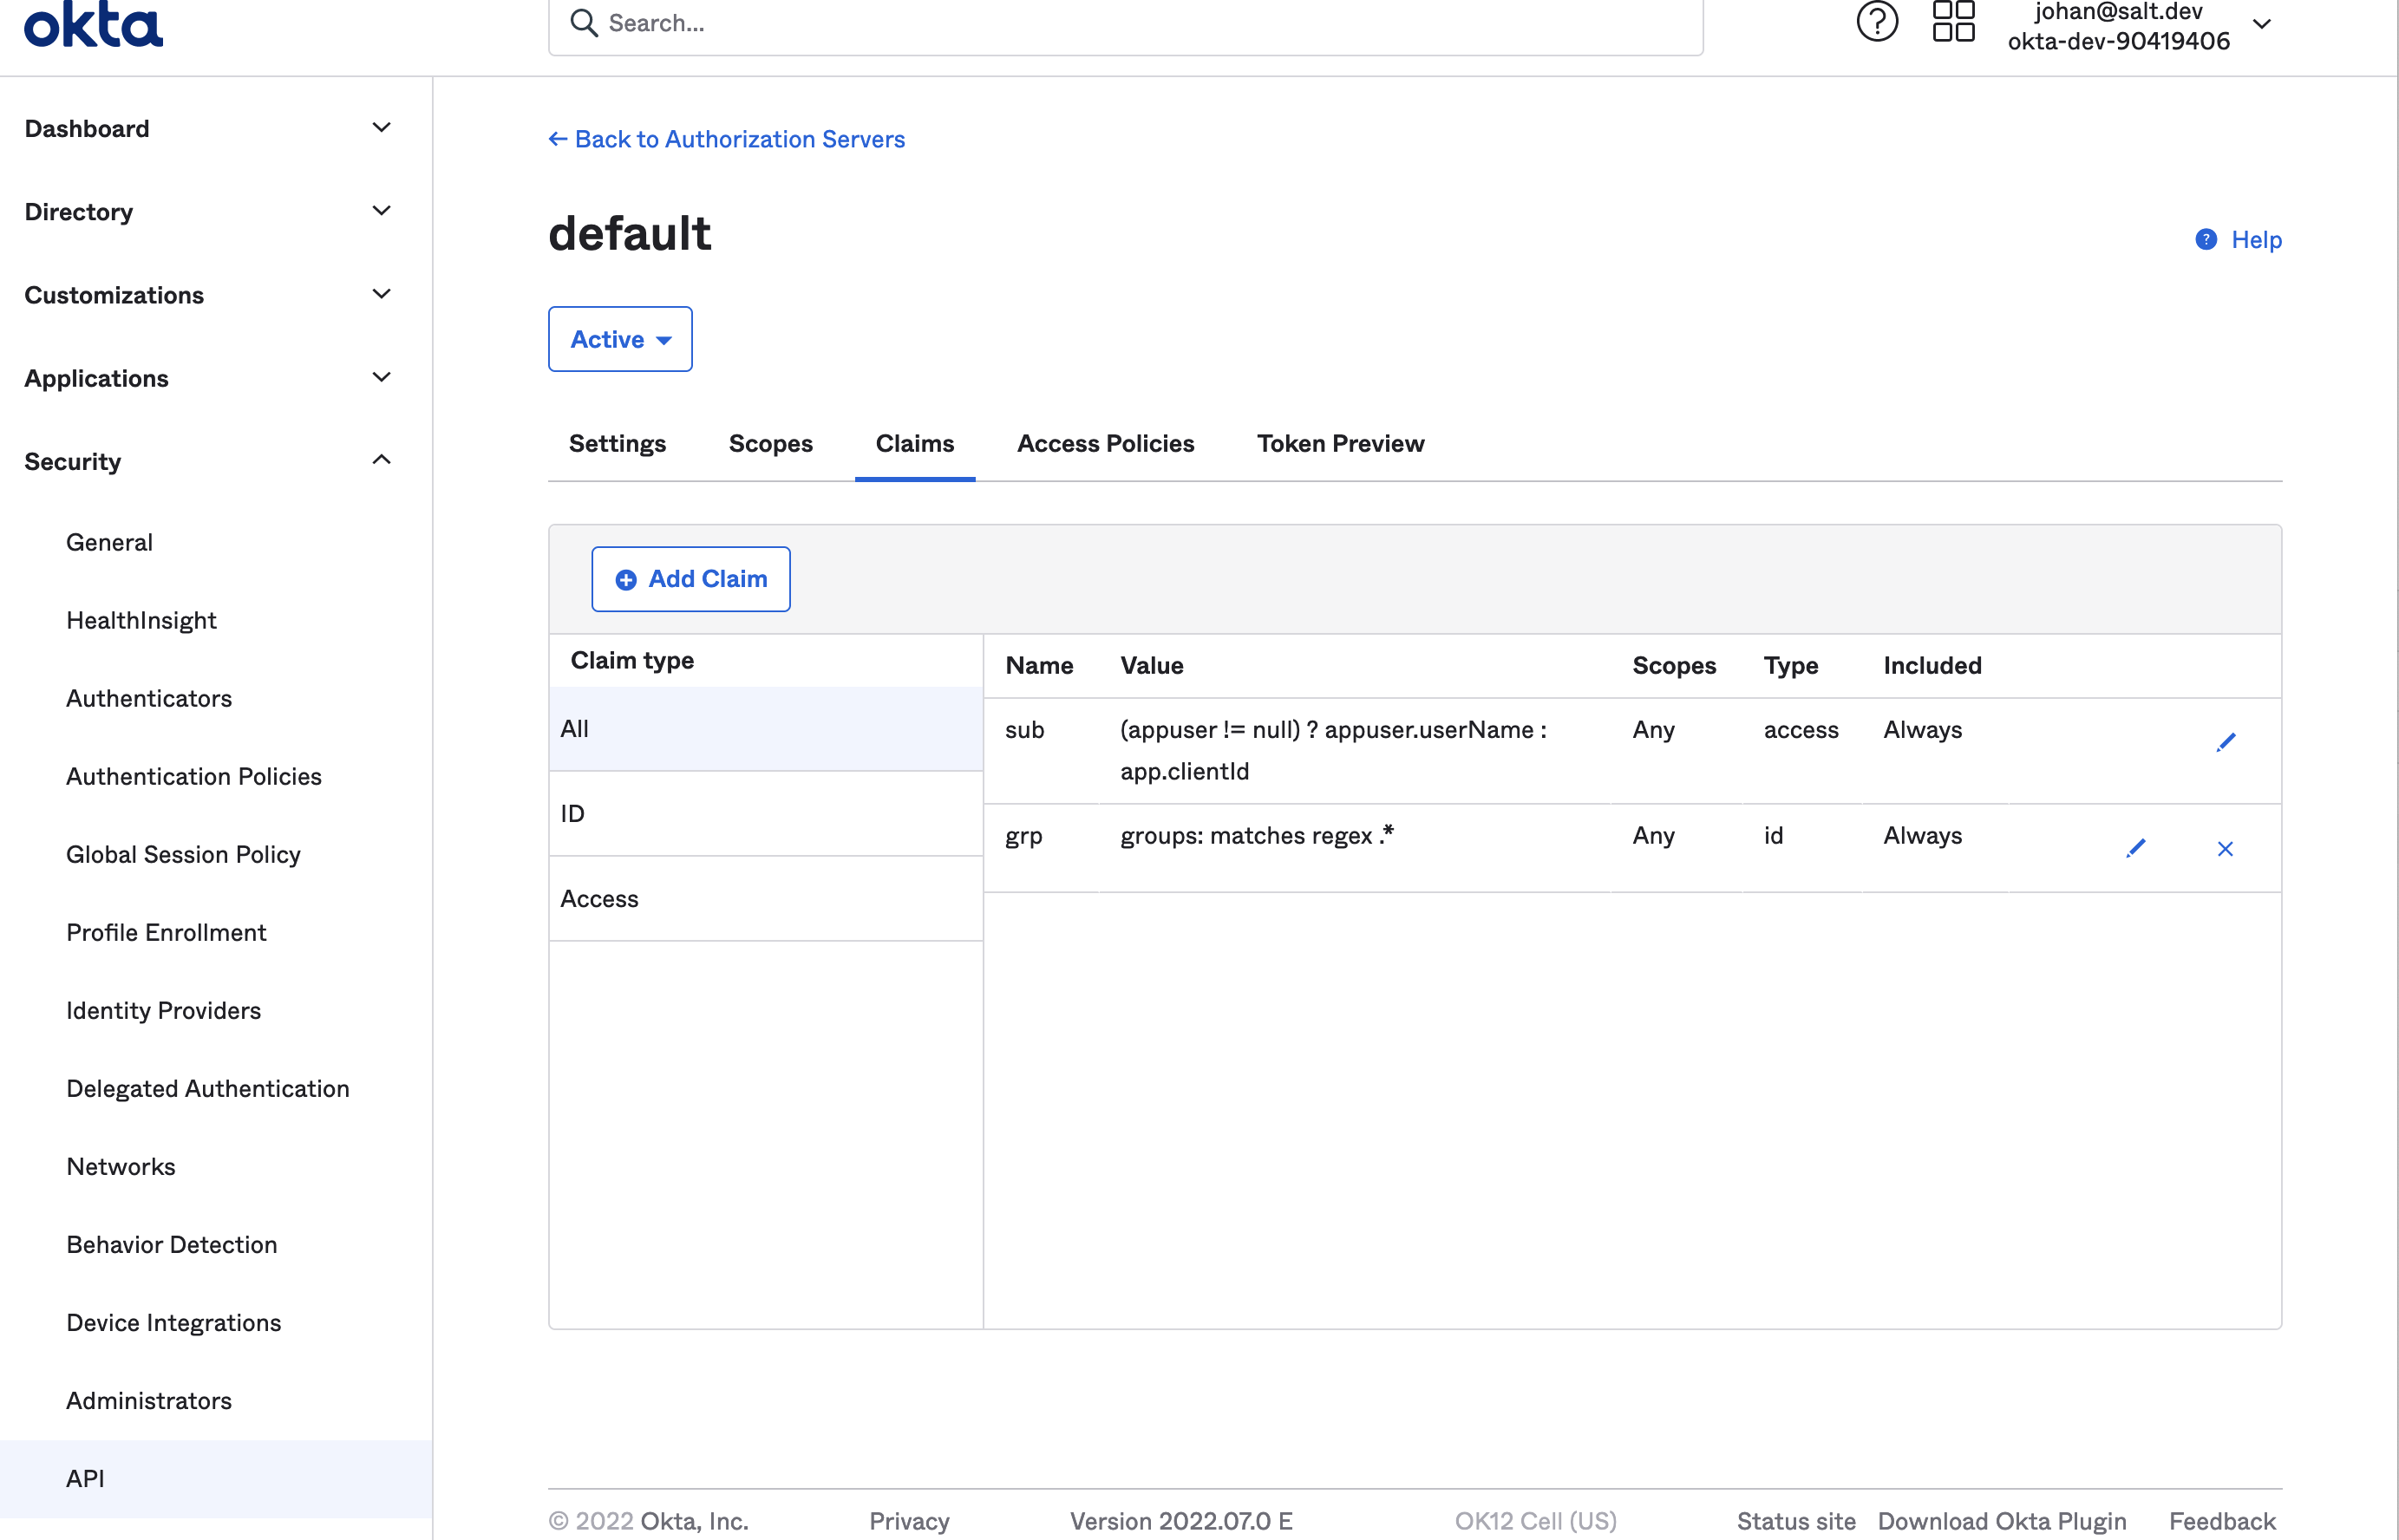 okta
Search...
johan@salt.dev
okta-dev-90419406
Dashboard
Directory
Customizations
Applications
Security
General
HealthInsight
Authenticators
Authentication Policies
Global Session Policy
Profile Enrollment
Identity Providers
Delegated Authentication
Networks
Behavior Detection
Device Integrations
Administrators
API
← Back to Authorization Servers
default
Help
Active
Settings Scopes Claims Access Policies Token Preview
Add Claim
Claim type
All
ID
Access
Name Value Scopes Type Included
sub (appuser != null) ? appuser.userName : Any access Always
app.clientId
grp groups: matches regex .* Any id Always
© 2022 Okta, Inc. Privacy Version 2022.07.0 E OK12 Cell (US) Status site Download Okta Plugin Feedback